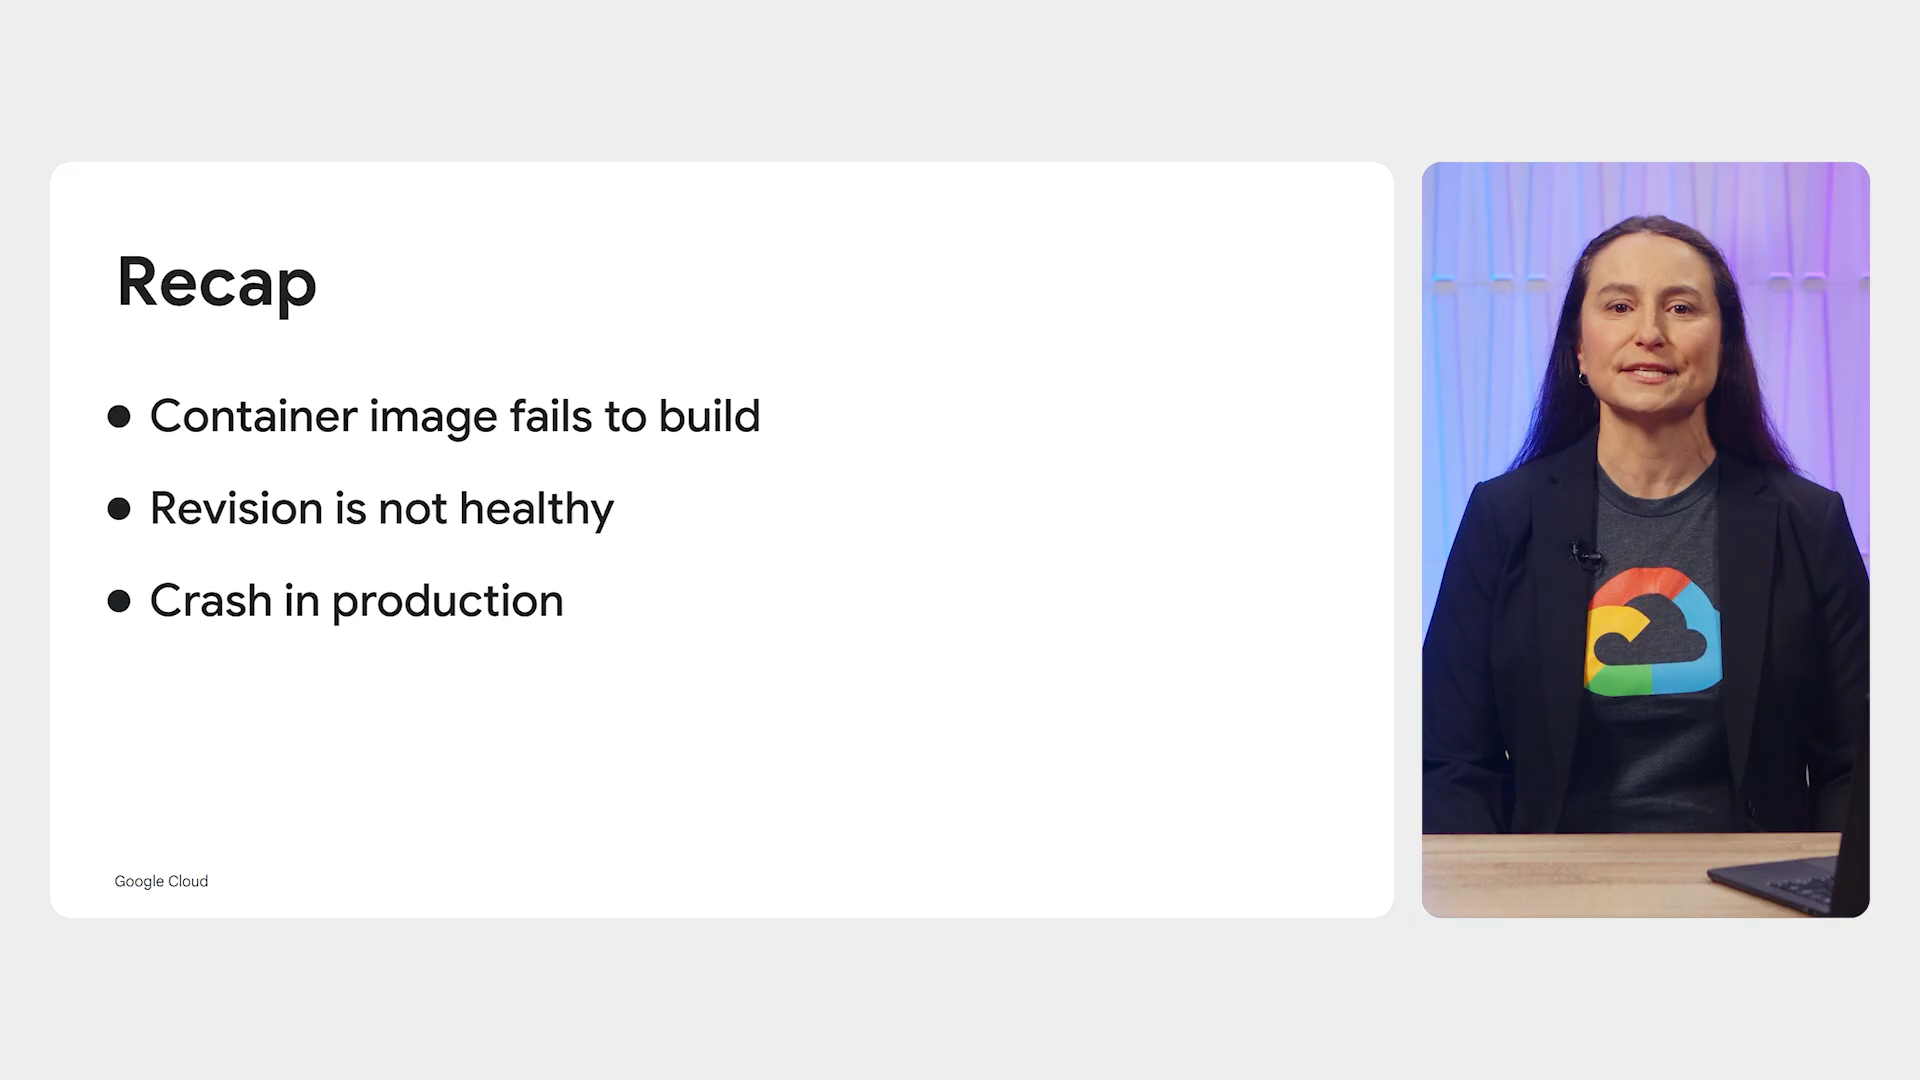 Recap
● Container image fails to build
● Revision is not healthy
● Crash in production
Google Cloud